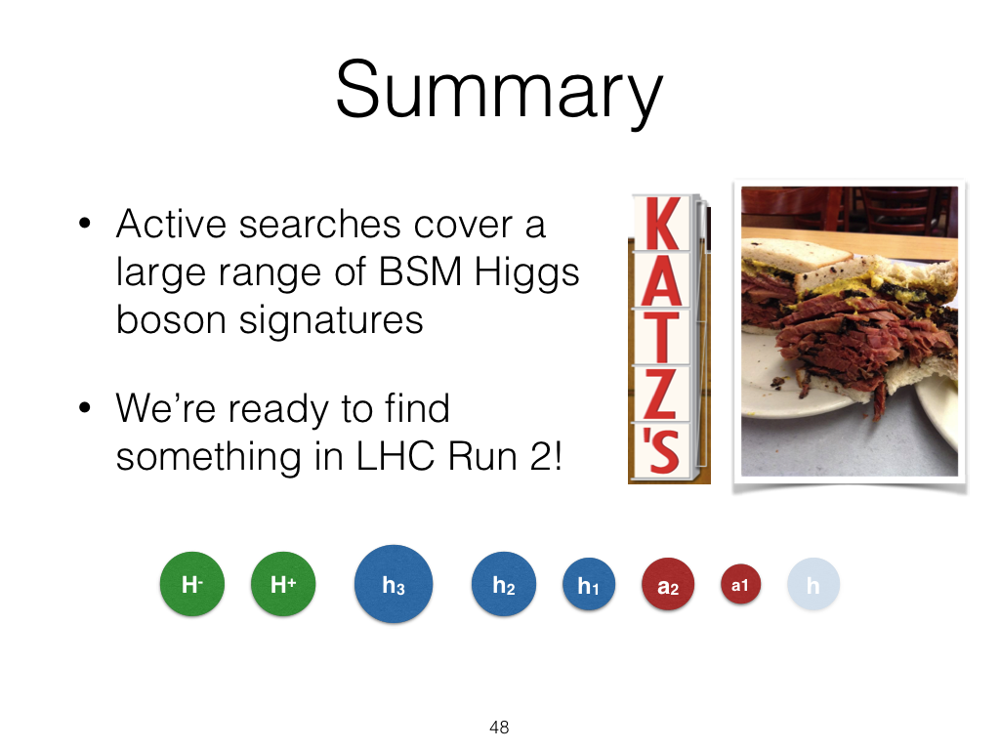 Summary
• Active searches cover a
large range of BSM Higgs
boson signatures
• We’re ready to find
something in LHC Run 2!
KATZ'S
H- H+ h3 h2 h1 a2 a1 h
48